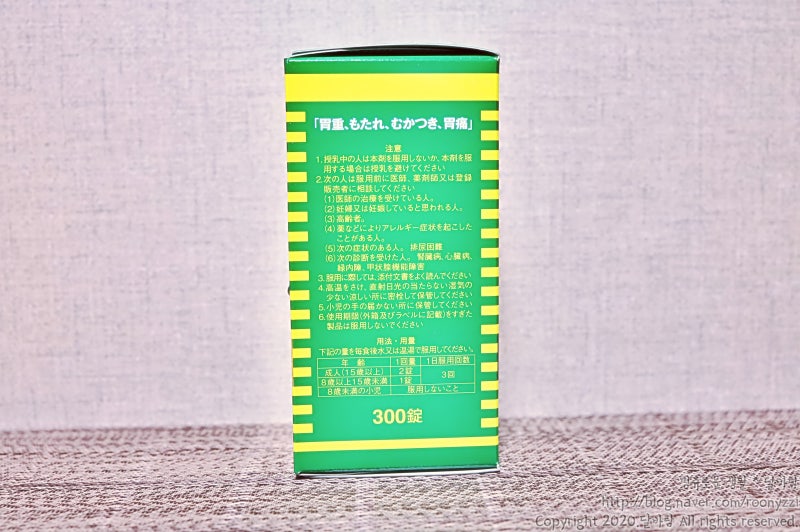 「胃重、もたれ、むかつき、胃痛」
注意
1.授乳中の人は本剤を服用しないか、本剤を服
用する場合は授乳を避けてください
2.次の人は服用前に医師、薬剤師又は登録
販売者に相談してください
(1)医師の治療を受けている人。
(2)妊婦又は妊娠していると思われる人。
(3)高齢者。
(4)薬などによりアレルギー症状を起こした
ことがある人。
(5)次の症状のある人。 排尿困難
(6)次の診断を受けた人。 腎臓病、心臓病、
緑内障、甲状腺機能障害
3.服用に際しては、添付文書をよく読んでください
4.高温をさけ、直射日光の当たらない湿気の
少ない涼しい所に密栓して保管してください
5.小児の手の届かない所に保管してください
6.使用期限(外箱及びラベルに記載)をすぎた
製品は服用しないでください
用法・用量
下記の量を毎食後水又は温湯で服用してください。
年 齢 1回量 1日服用回数
成人(15歳以上) 2錠 3回
8歳以上15歳未満 1錠
8歳未満の小児 服用しないこと
300錠
http://blog.naver.com/roonyzzi
Copyright 2020 All rights reserved.